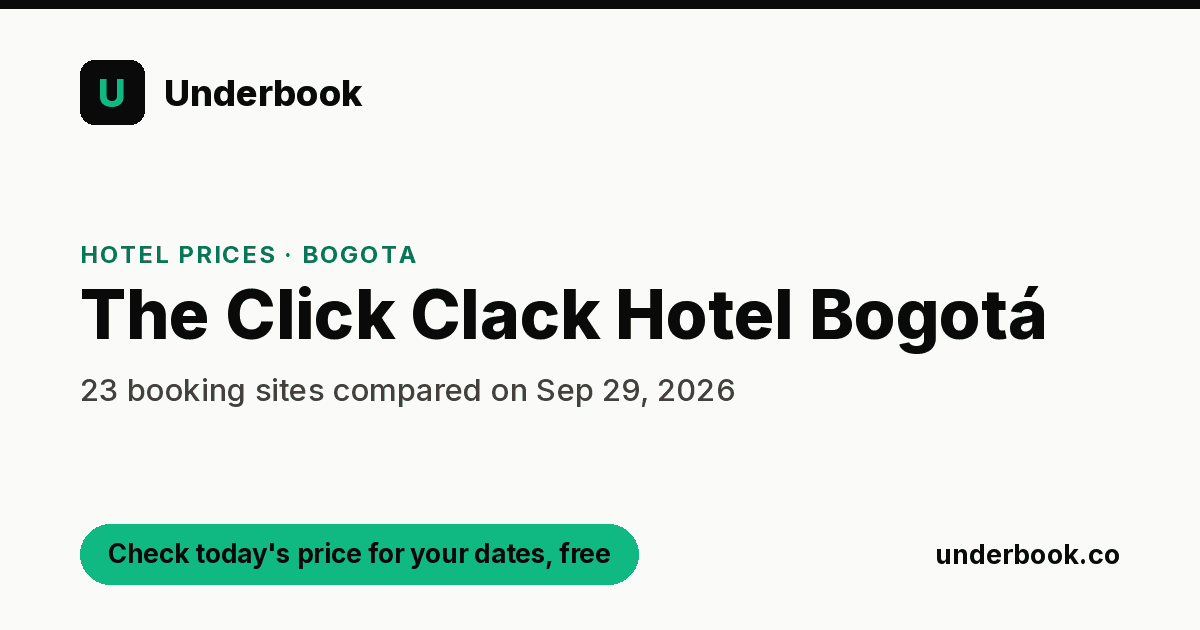 U Underbook
HOTEL PRICES · BOGOTA
The Click Clack Hotel Bogotá
23 booking sites compared on Sep 29, 2026
Check today's price for your dates, free
underbook.co